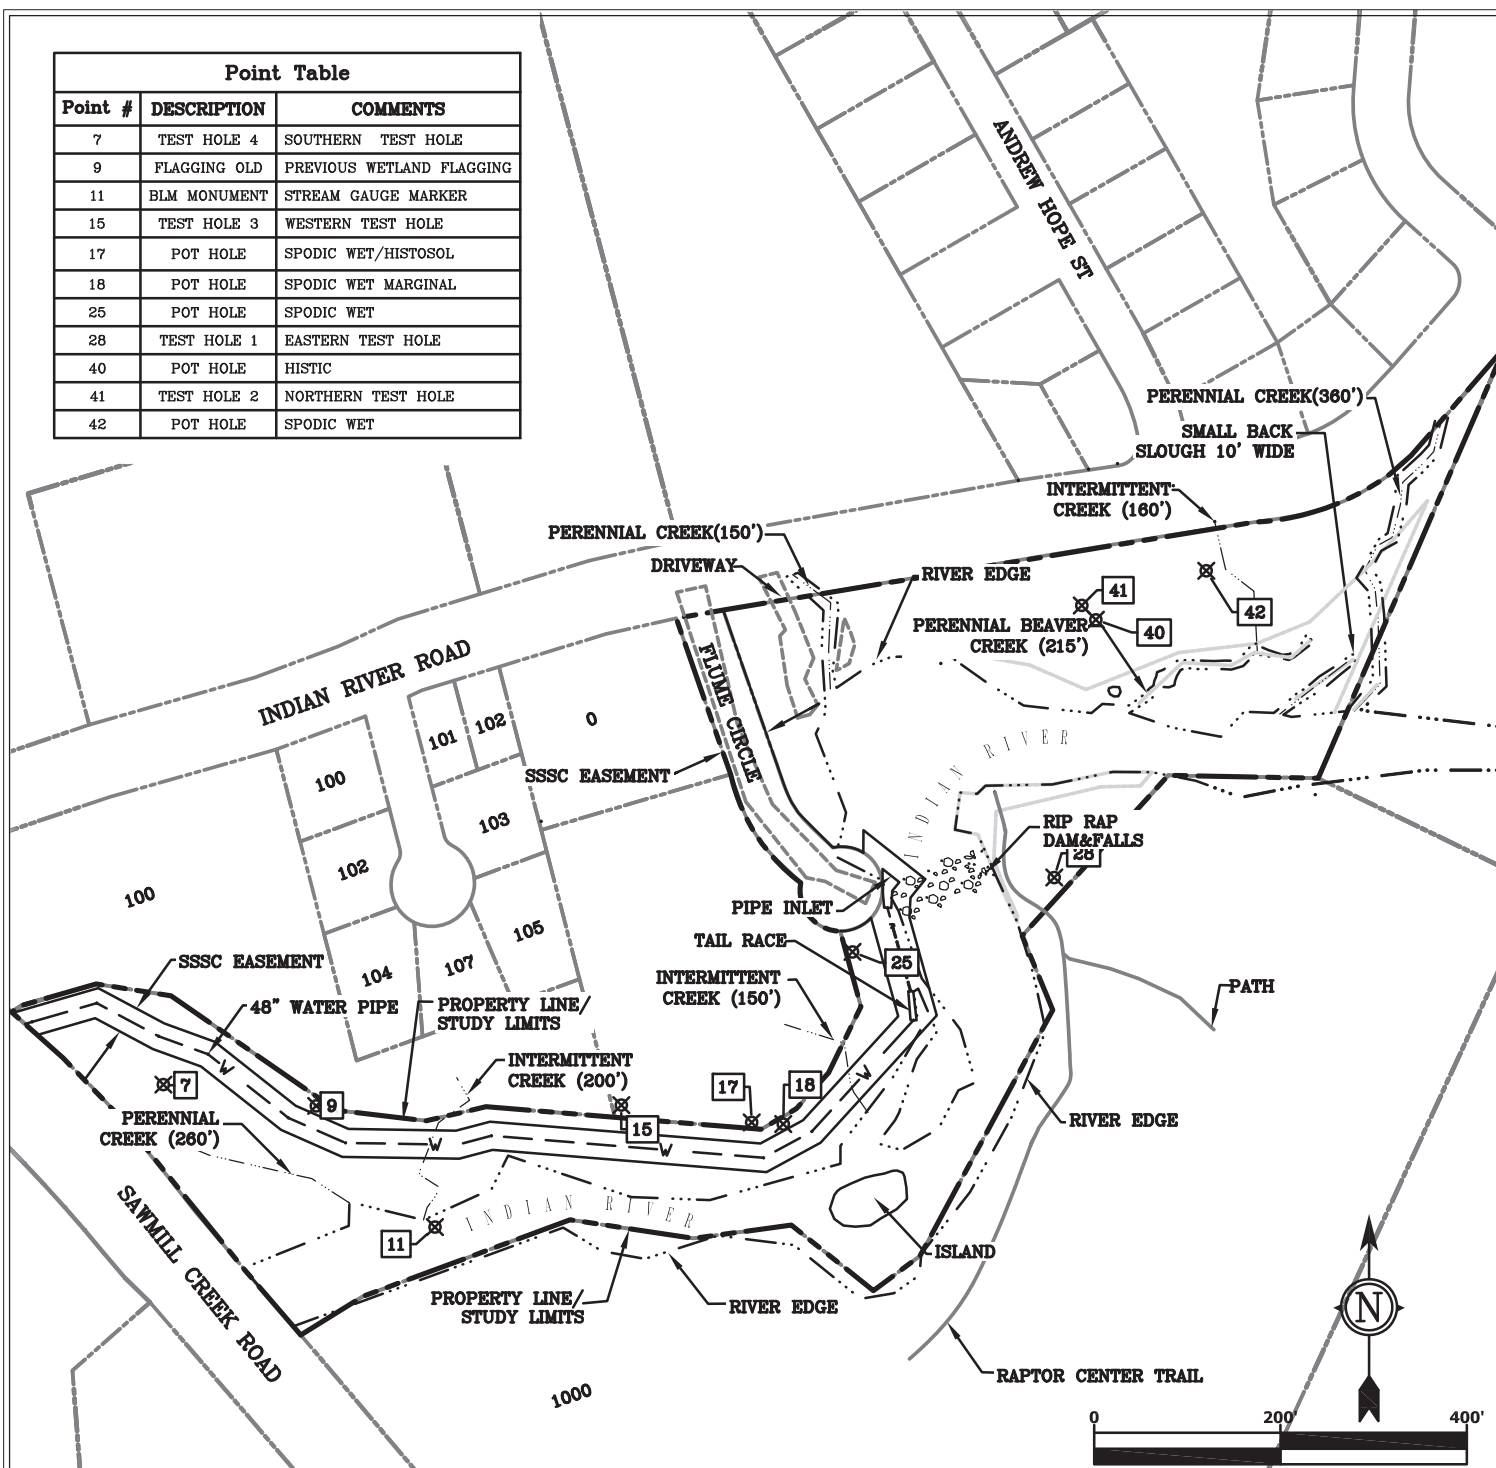 Point Table
Point # DESCRIPTION COMMENTS
7 TEST HOLE 4 SOUTHERN TEST HOLE
9 FLAGGING OLD PREVIOUS WETLAND FLAGGING
11 BLM MONUMENT STREAM GAUGE MARKER
15 TEST HOLE 3 WESTERN TEST HOLE
17 POT HOLE SPODIC WET/HISTOSOL
18 POT HOLE SPODIC WET MARGINAL
25 POT HOLE SPODIC WET
28 TEST HOLE 1 EASTERN TEST HOLE
40 POT HOLE HISTIC
41 TEST HOLE 2 NORTHERN TEST HOLE
42 POT HOLE SPODIC WET
ANDREW HOPE ST
PERENNIAL CREEK(360')
SMALL BACK
SLOUGH 10' WIDE
INTERMITTENT
CREEK (160')
PERENNIAL CREEK(150')
DRIVEWAY
RIVER EDGE
41
42
40
PERENNIAL BEAVER
CREEK (215')
INDIAN RIVER ROAD
FLUME CIRCLE
101
102
0
100
SSSC EASEMENT
INDIAN RIVER
103
RIP RAP
DAM&FALLS
28
102
100
PIPE INLET
105
TAIL RACE
25
104
107
SSSC EASEMENT
INTERMITTENT
CREEK (150')
PATH
48" WATER PIPE
PROPERTY LINE/
STUDY LIMITS
INTERMITTENT
CREEK (200')
W
W
7
17
18
9
PERENNIAL
CREEK (260')
15
RIVER EDGE
W
W
SAWMILL CREEK ROAD
INDIAN RIVER
11
ISLAND
PROPERTY LINE/
STUDY LIMITS
RIVER EDGE
N
RAPTOR CENTER TRAIL
1000
0 200' 400'